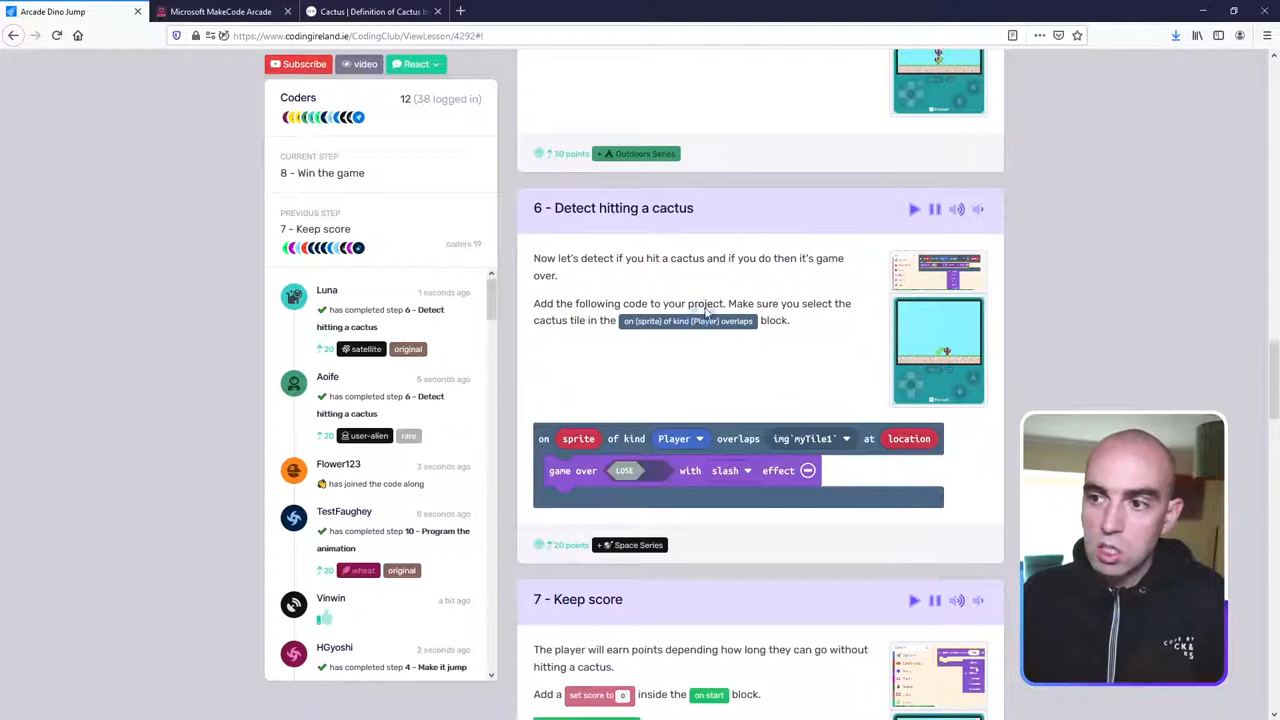 Arcade Dino Jump
Microsoft MakeCode Arcade
Cactus | Definition of Cactus b
https://www.codingireland.ie/CodingClub/ViewLesson/4292#!
Subscribe
video
React
Coders
12 (38 logged in)
CURRENT STEP
8 - Win the game
PREVIOUS STEP
7 - Keep score
coders 19
Luna
1 seconds ago
has completed step 6 - Detect
hitting a cactus
20 satellite original
Aoife
5 seconds ago
has completed step 6 - Detect
hitting a cactus
20 user-alien rare
Flower123
3 seconds ago
has joined the code along
TestFaughey
8 seconds ago
has completed step 10 - Program the
animation
20 wheat original
Vinwin
a bit ago
HGyoshi
2 seconds ago
has completed step 4 - Make it jump
30 points + Outdoors Series
6 - Detect hitting a cactus
Now let's detect if you hit a cactus and if you do then it's game
over.
Add the following code to your project. Make sure you select the
cactus tile in the on (sprite) of kind (Player) overlaps block.
on sprite of kind Player overlaps img`myTile1` at location
game over LOSE with slash effect
20 points + Space Series
7 - Keep score
The player will earn points depending how long they can go without
hitting a cactus.
Add a set score to 0 inside the on start block.